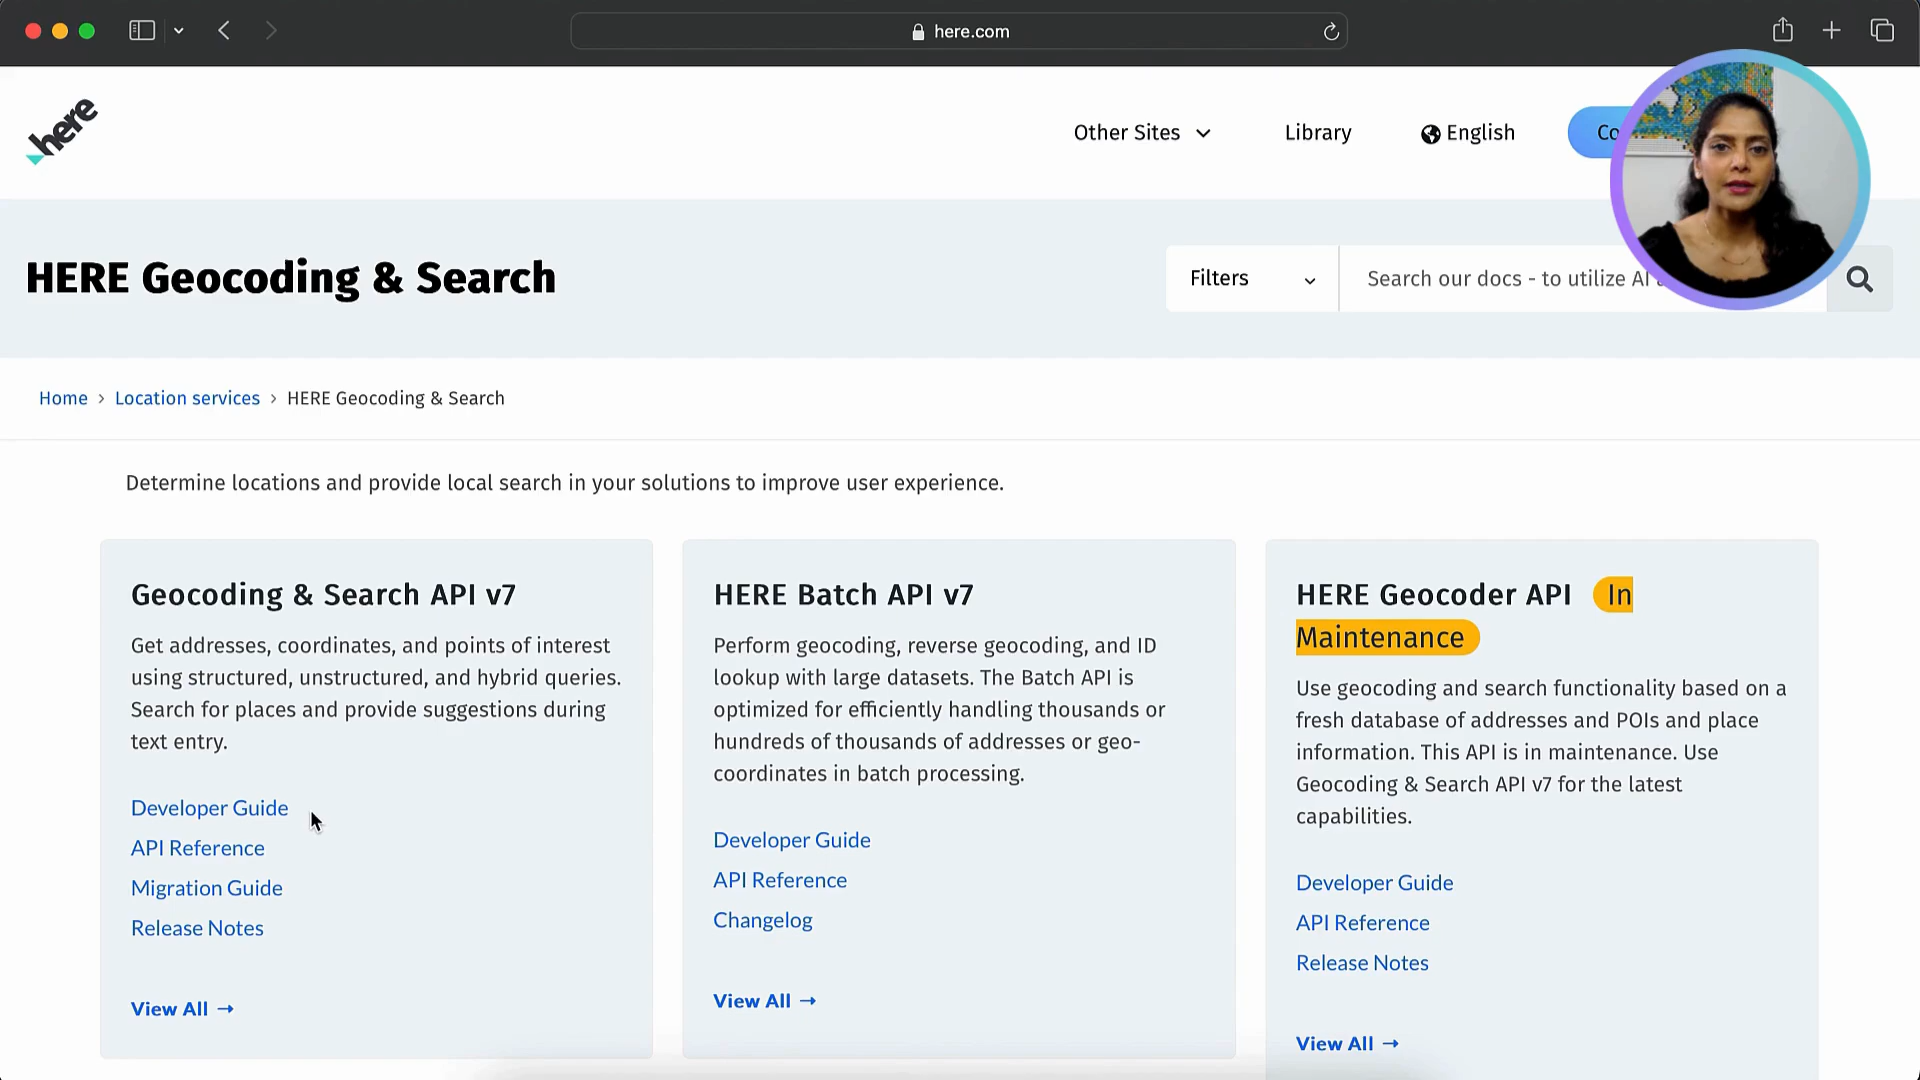 here.com
here
Other Sites
Library
English
Co
HERE Geocoding & Search
Filters
Search our docs - to utilize AI
Home > Location services > HERE Geocoding & Search
Determine locations and provide local search in your solutions to improve user experience.
Geocoding & Search API v7
Get addresses, coordinates, and points of interest
using structured, unstructured, and hybrid queries.
Search for places and provide suggestions during
text entry.
Developer Guide
API Reference
Migration Guide
Release Notes
View All →
HERE Batch API v7
Perform geocoding, reverse geocoding, and ID
lookup with large datasets. The Batch API is
optimized for efficiently handling thousands or
hundreds of thousands of addresses or geo-
coordinates in batch processing.
Developer Guide
API Reference
Changelog
View All →
HERE Geocoder API In
Maintenance
Use geocoding and search functionality based on a
fresh database of addresses and POIs and place
information. This API is in maintenance. Use
Geocoding & Search API v7 for the latest
capabilities.
Developer Guide
API Reference
Release Notes
View All →